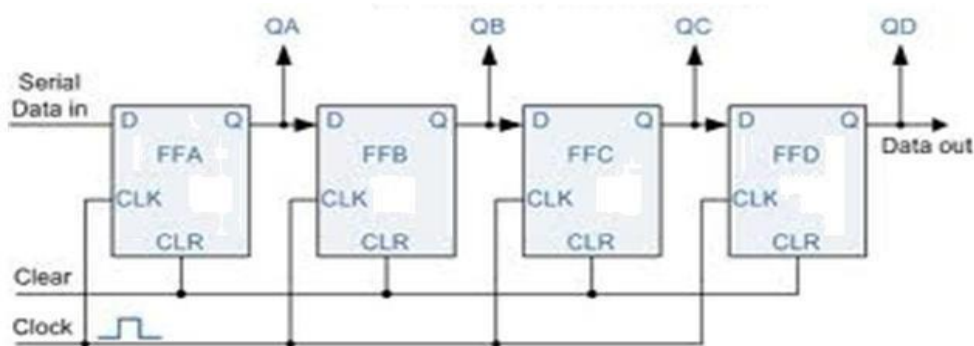 QA QB QC QD
Serial
Data in
D Q D Q D Q D Q
Data out
FFA FFB FFC FFD
CLK CLK CLK CLK
CLR CLR CLR CLR
Clear
Clock